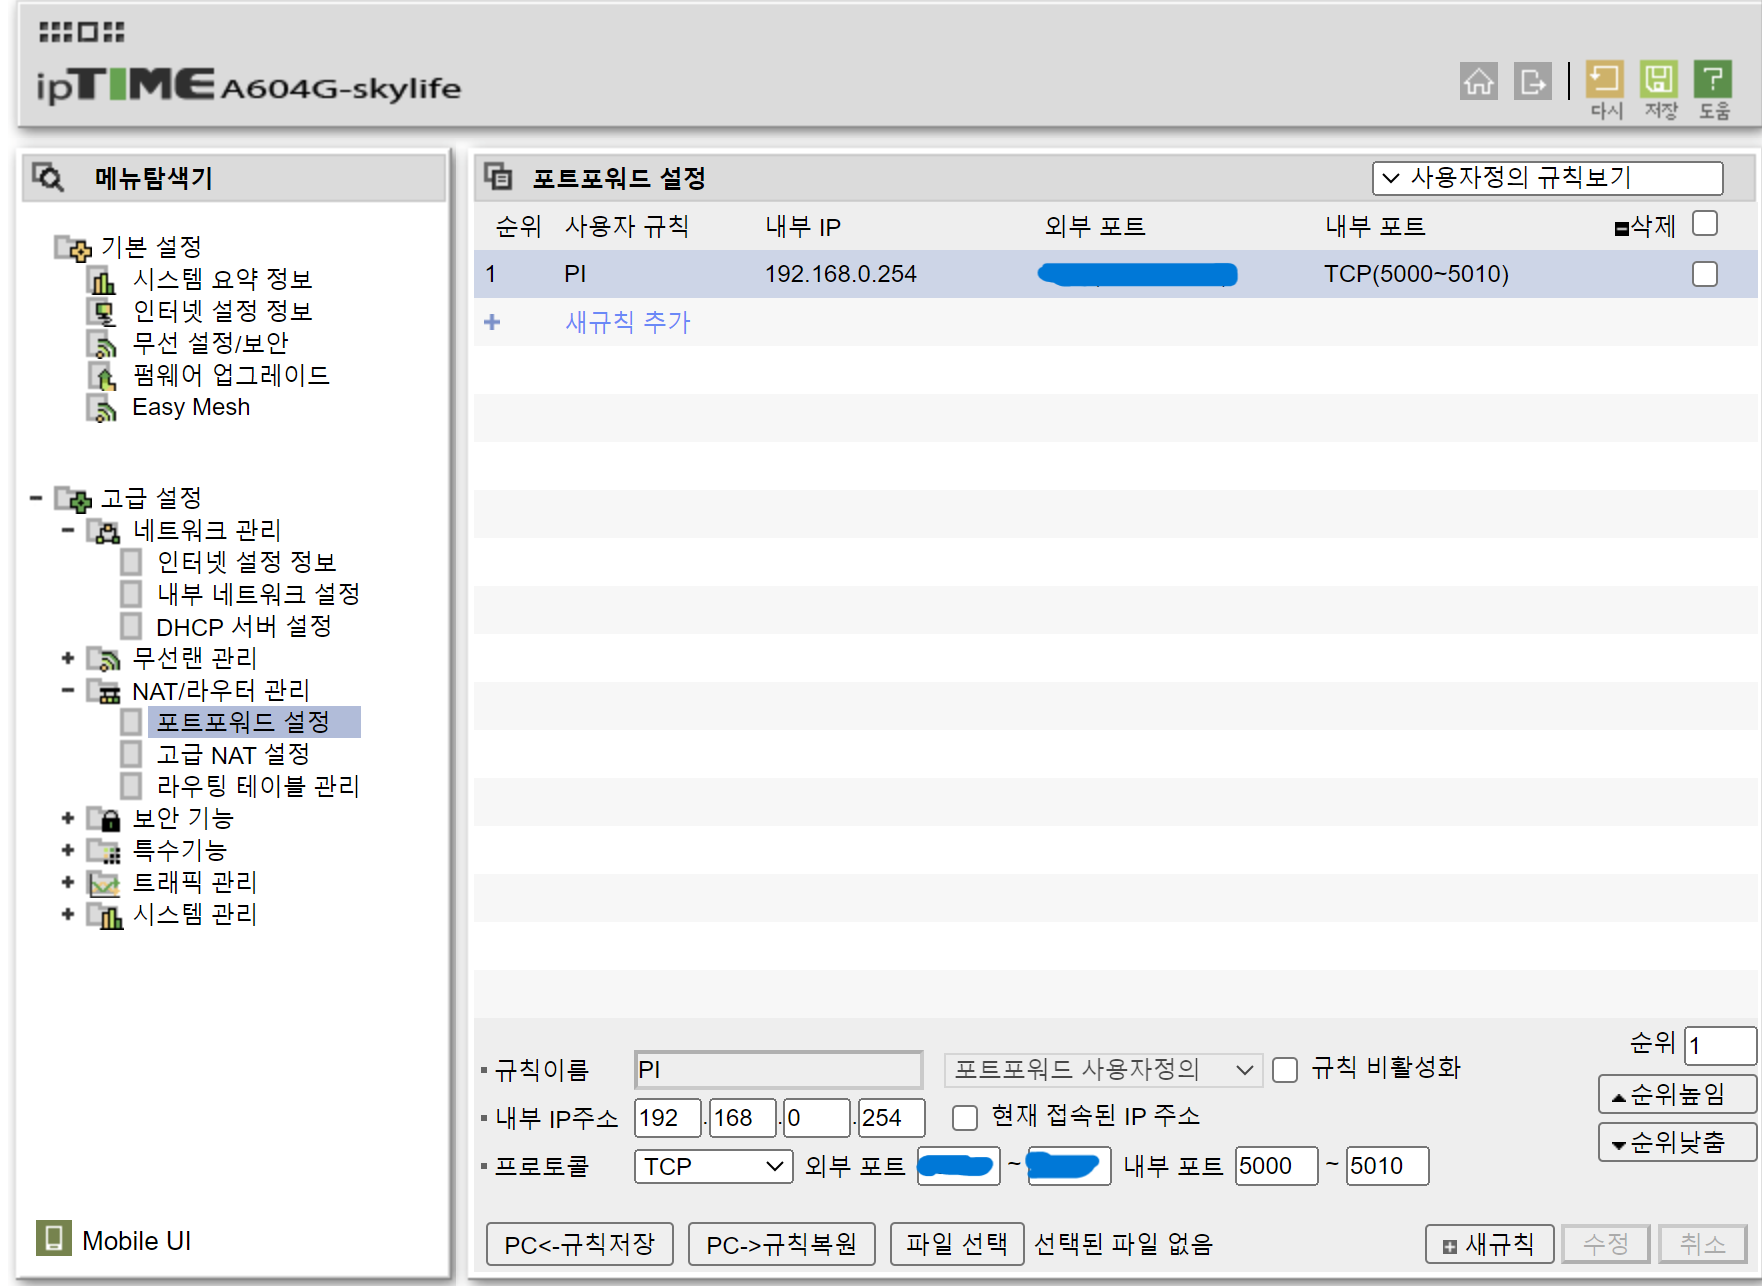 ipTIME A604G-skylife
다시 저장 도움
메뉴탐색기
기본 설정
시스템 요약 정보
인터넷 설정 정보
무선 설정/보안
펌웨어 업그레이드
Easy Mesh
고급 설정
네트워크 관리
인터넷 설정 정보
내부 네트워크 설정
DHCP 서버 설정
무선랜 관리
NAT/라우터 관리
포트포워드 설정
고급 NAT 설정
라우팅 테이블 관리
보안 기능
특수기능
트래픽 관리
시스템 관리
Mobile UI
포트포워드 설정 사용자정의 규칙보기
순위 사용자 규칙 내부 IP 외부 포트 내부 포트 삭제
1 PI 192.168.0.254 TCP(5000~5010)
+ 새규칙 추가
순위 1
규칙이름 PI 포트포워드 사용자정의 규칙 비활성화
▲순위높임
내부 IP주소 192.168.0.254 현재 접속된 IP 주소
▼순위낮춤
프로토콜 TCP 외부 포트 ~ 내부 포트 5000 ~ 5010
PC<-규칙저장 PC->규칙복원 파일 선택 선택된 파일 없음 새규칙 수정 취소